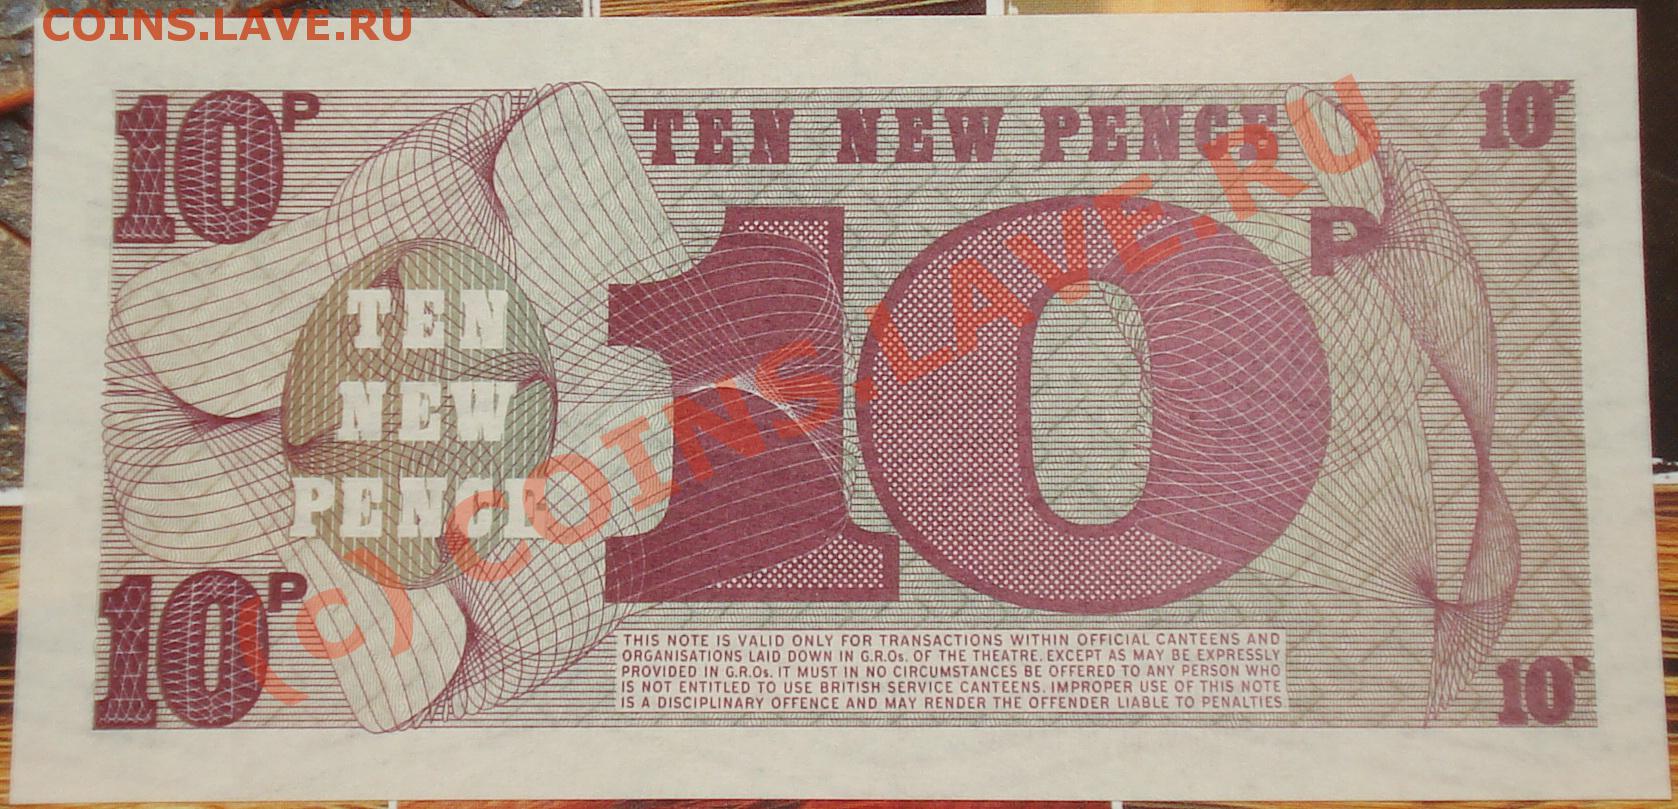 COINS.LAVE.RU
10P
TEN NEW PENCE
10P
10P
TEN
NEW
PENCE
(c) COINS.LAVE.RU
10P
THIS NOTE IS VALID ONLY FOR TRANSACTIONS WITHIN OFFICIAL CANTEENS AND
ORGANISATIONS LAID DOWN IN G.R.Os. OF THE THEATRE. EXCEPT AS MAY BE EXPRESSLY
PROVIDED IN G.R.Os. IT MUST IN NO CIRCUMSTANCES BE OFFERED TO ANY PERSON WHO
IS NOT ENTITLED TO USE BRITISH SERVICE CANTEENS. IMPROPER USE OF THIS NOTE
IS A DISCIPLINARY OFFENCE AND MAY RENDER THE OFFENDER LIABLE TO PENALTIES
10P